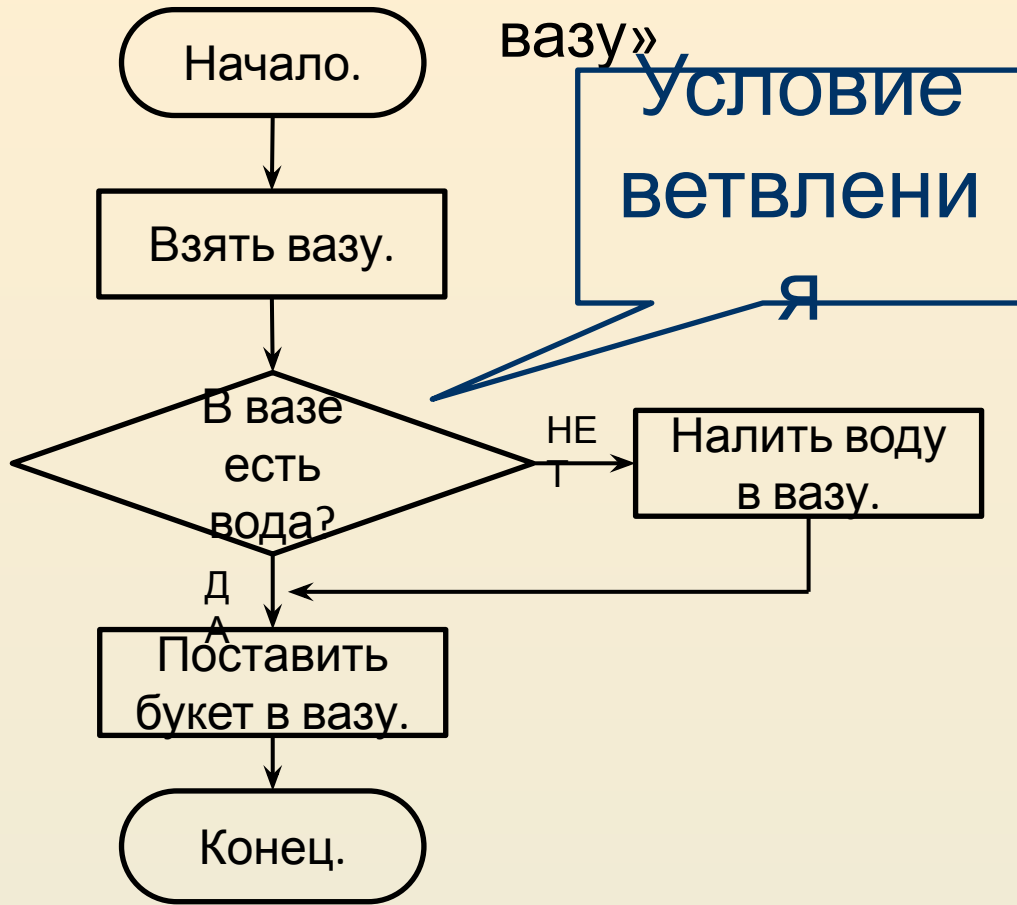 вазу»
Начало.
Условие
ветвлени
я
Взять вазу.
В вазе
есть
вода?
НЕ
Т
Налить воду
в вазу.
Д
А
Поставить
букет в вазу.
Конец.